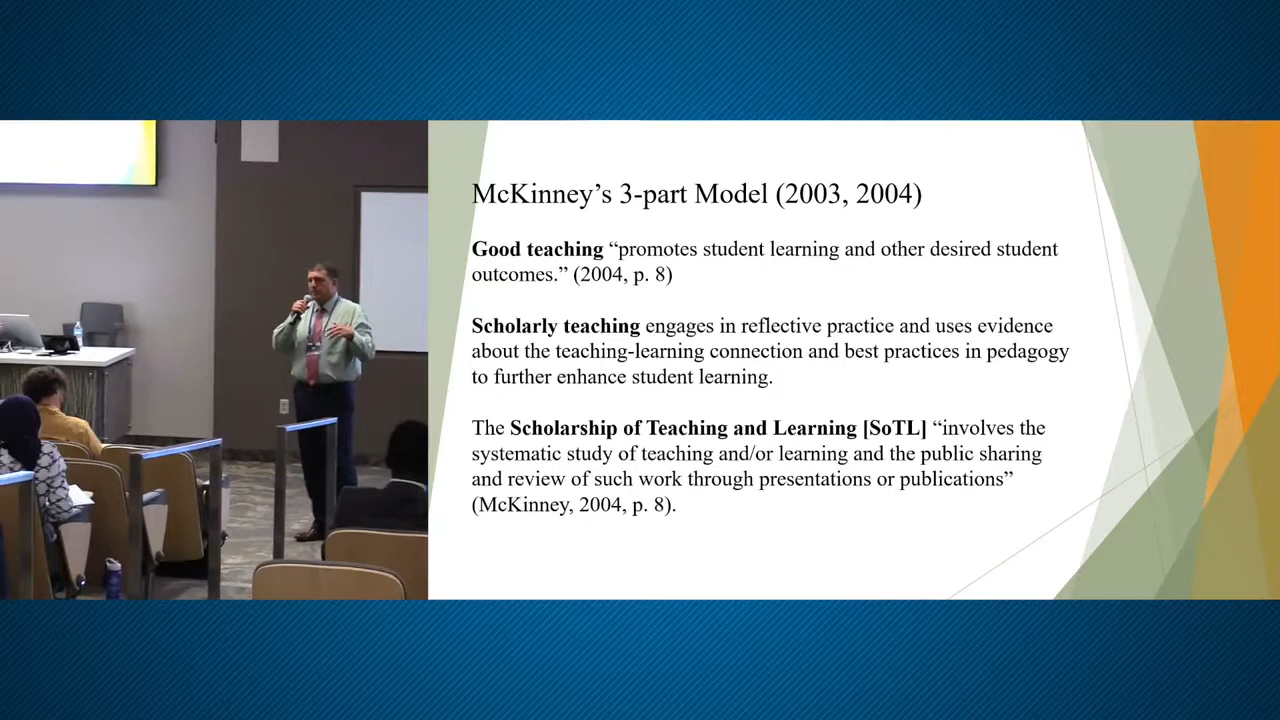 McKinney’s 3-part Model (2003, 2004)
Good teaching “promotes student learning and other desired student
outcomes.” (2004, p. 8)
Scholarly teaching engages in reflective practice and uses evidence
about the teaching-learning connection and best practices in pedagogy
to further enhance student learning.
The Scholarship of Teaching and Learning [SoTL] “involves the
systematic study of teaching and/or learning and the public sharing
and review of such work through presentations or publications”
(McKinney, 2004, p. 8).